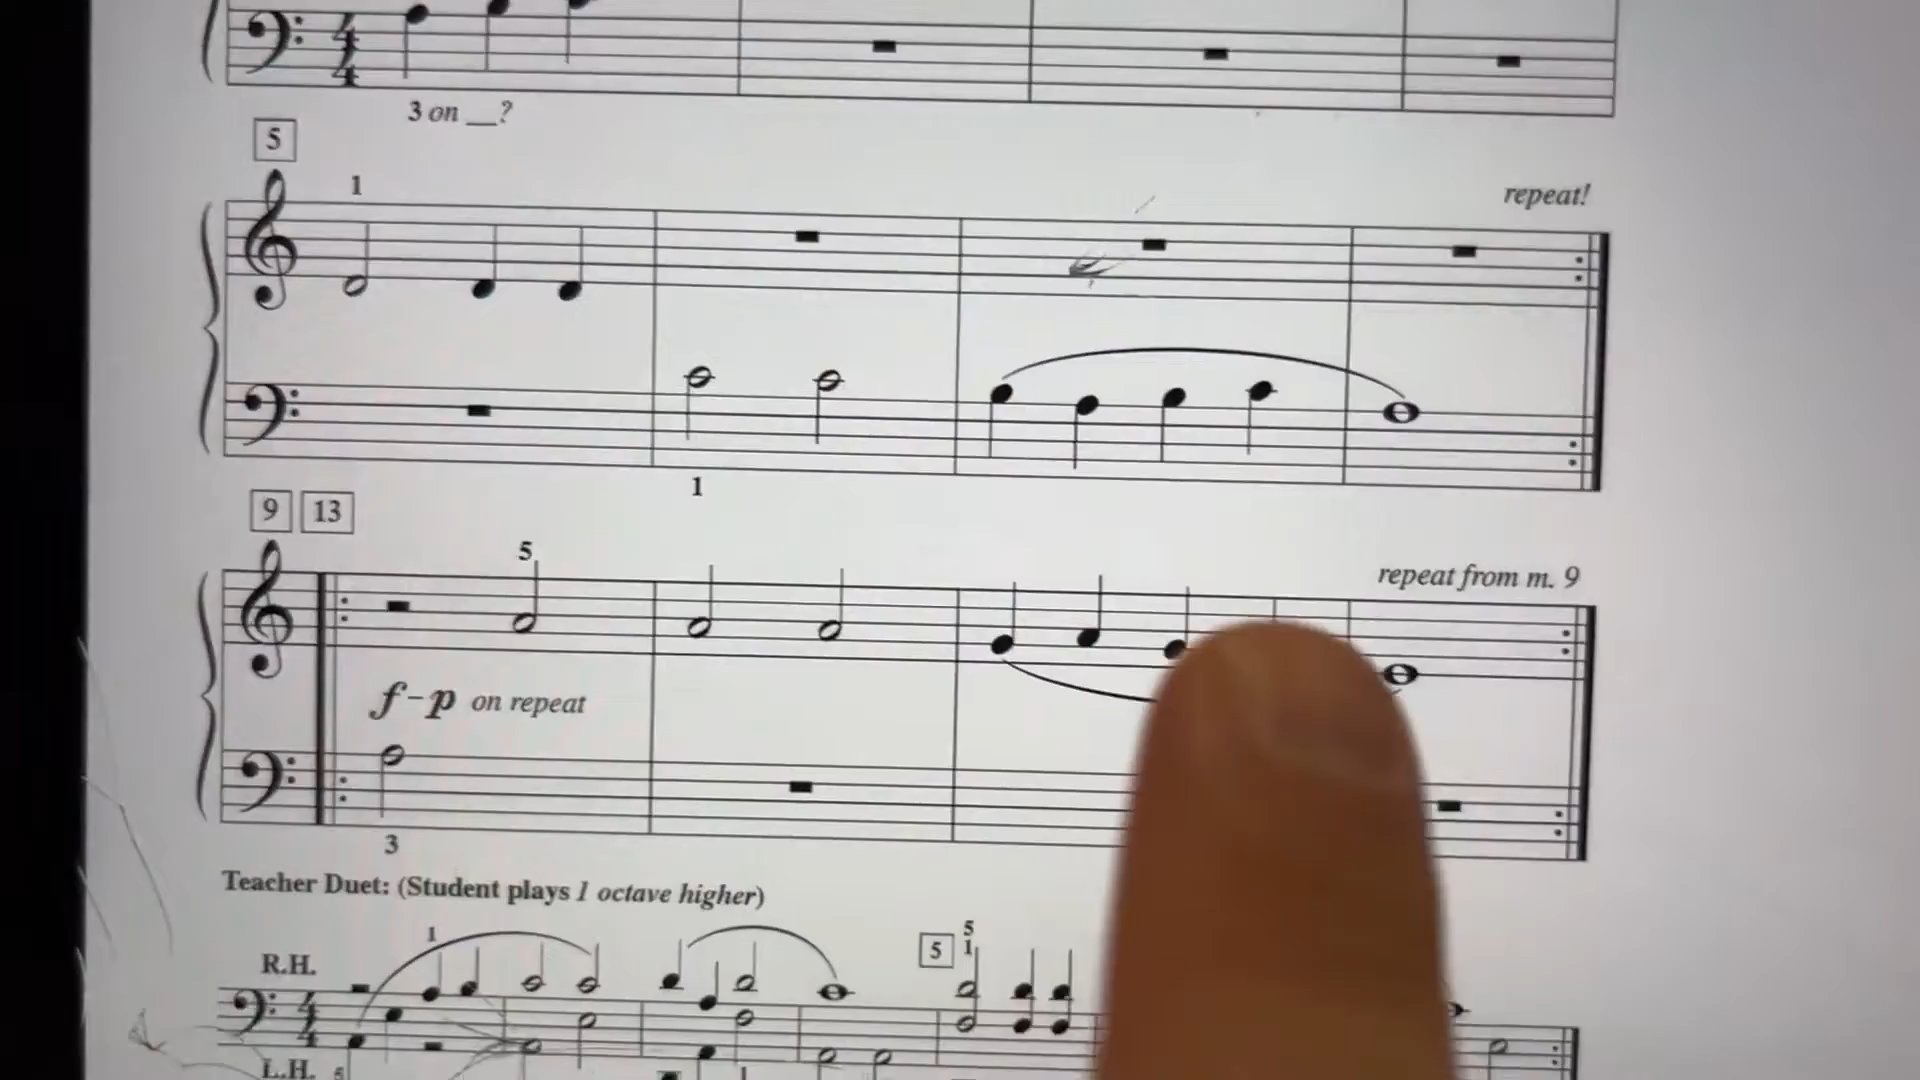 3 on __?
5
1
repeat!
1
9 13
5
repeat from m. 9
f–p on repeat
3
Teacher Duet: (Student plays 1 octave higher)
1
5
5
1
R.H.
L.H.
5